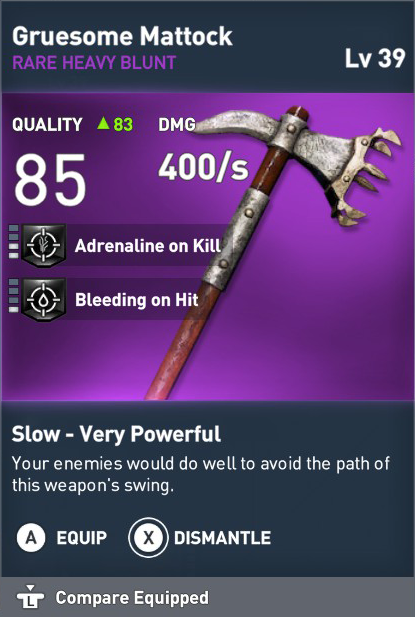 Gruesome Mattock
RARE HEAVY BLUNT
Lv 39
QUALITY ▲83
DMG
85
400/s
Adrenaline on Kill
Bleeding on Hit
Slow - Very Powerful
Your enemies would do well to avoid the path of
this weapon's swing.
A EQUIP X DISMANTLE
L Compare Equipped